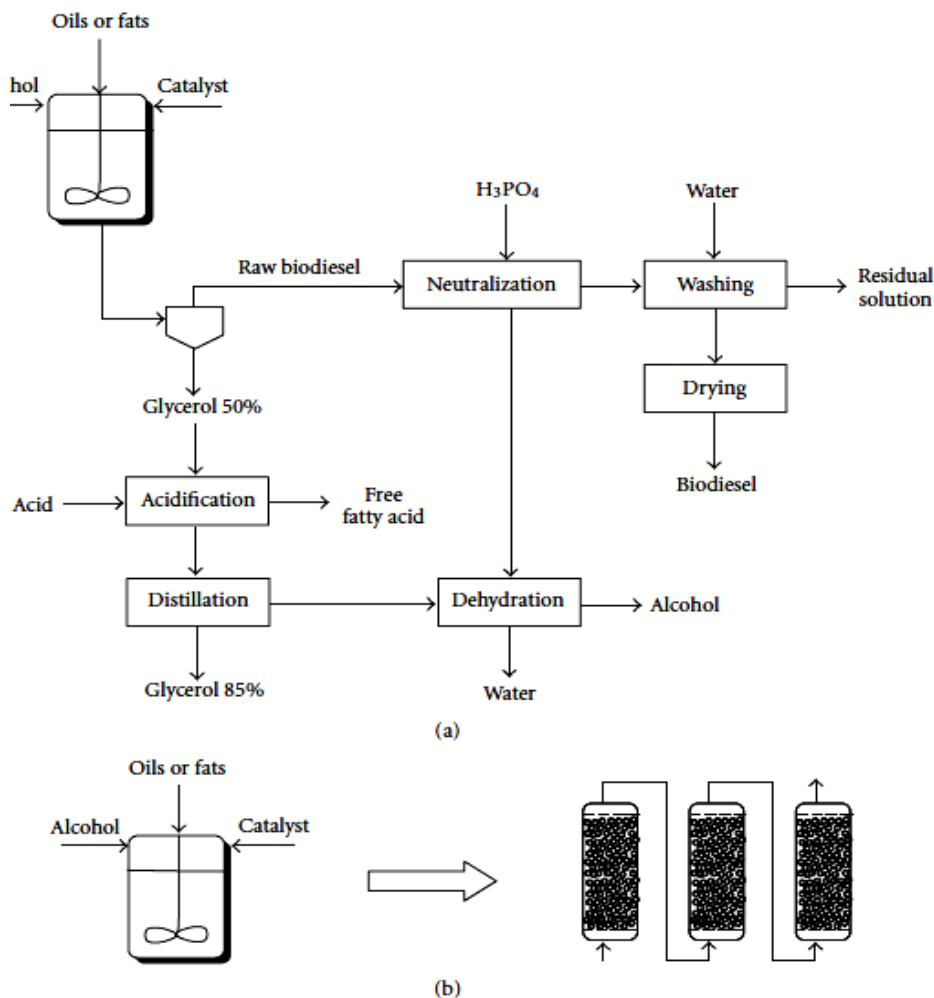 Oils or fats
hol
Catalyst
H₃PO₄
Water
Raw biodiesel
Neutralization
Washing
Residual
solution
Drying
Glycerol 50%
Biodiesel
Acid
Acidification
Free
fatty acid
Distillation
Dehydration
Alcohol
Glycerol 85%
Water
(a)
Oils or fats
Alcohol
Catalyst
(b)